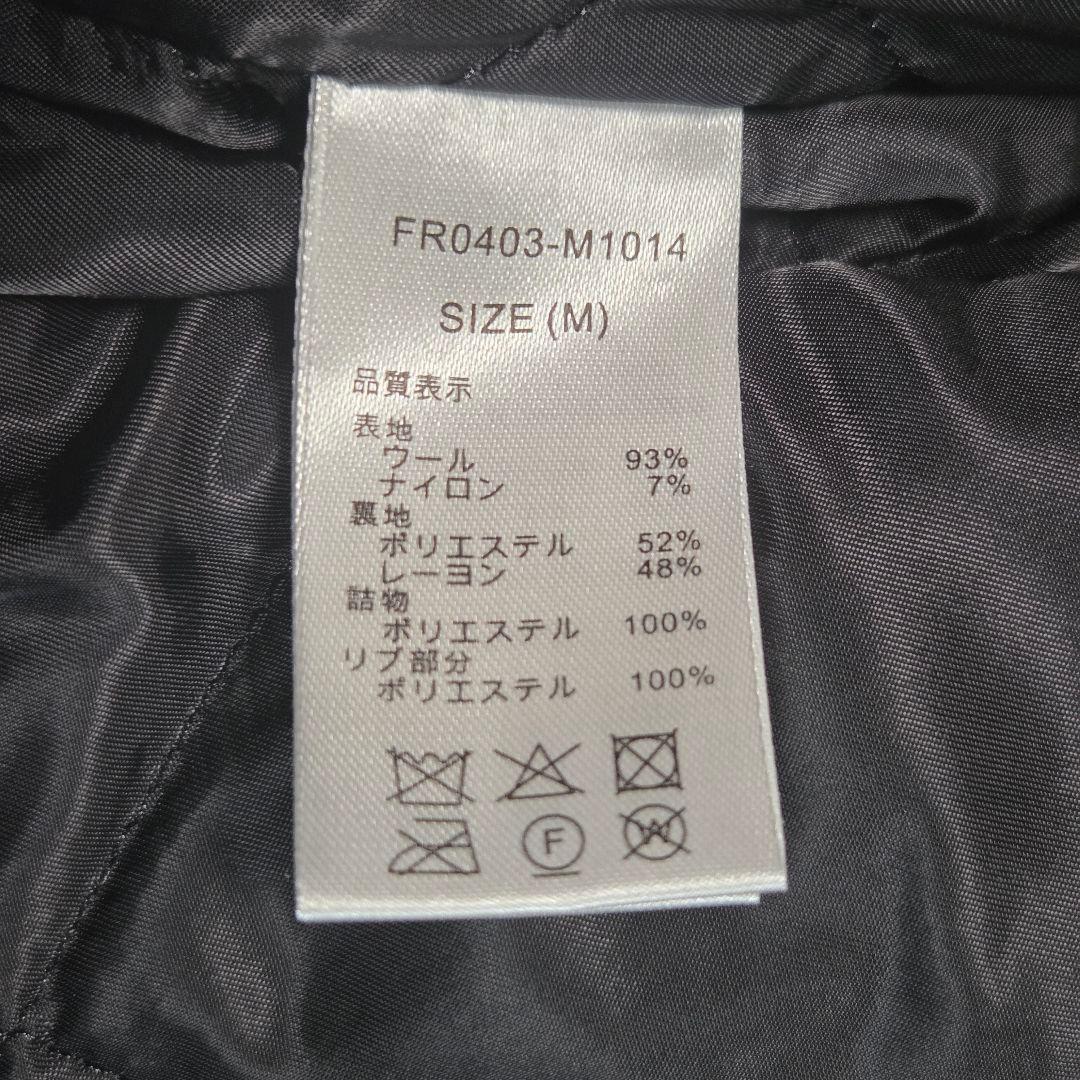 FR0403-M1014
SIZE (M)
品質表示
表地
ウール 93%
ナイロン 7%
裏地
ポリエステル 52%
レーヨン 48%
詰物
ポリエステル 100%
リブ部分
ポリエステル 100%
F W